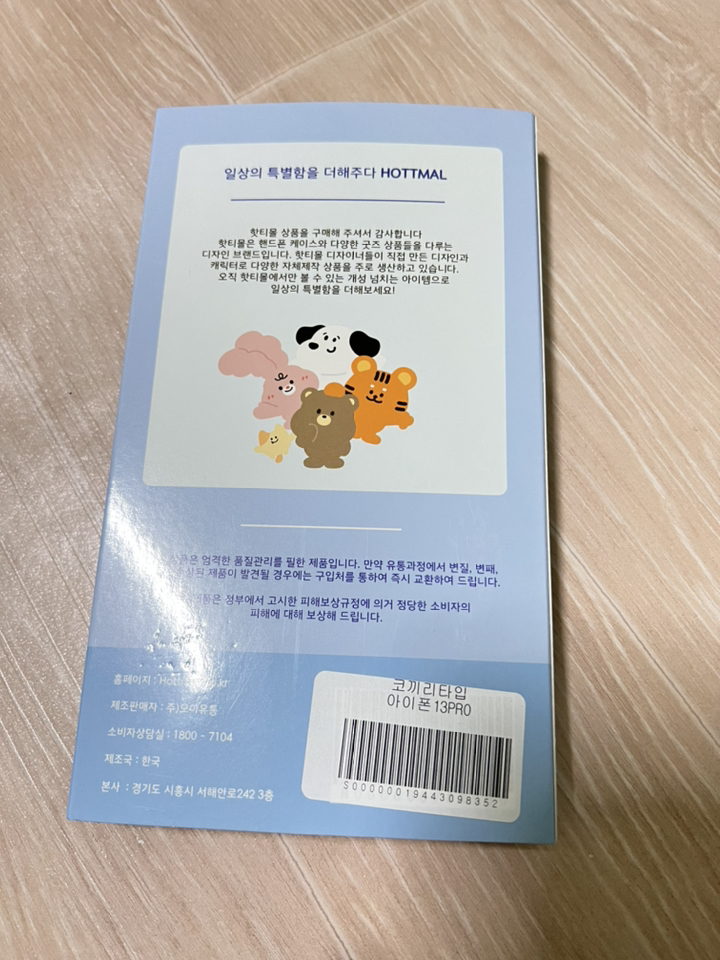 일상의 특별함을 더해주다 HOTTMAL
핫티몰 상품을 구매해 주셔서 감사합니다
핫티몰은 핸드폰 케이스와 다양한 굿즈 상품들을 다루는
디자인 브랜드입니다. 핫티몰 디자이너들이 직접 만든 디자인과
캐릭터로 다양한 자체제작 상품을 주로 생산하고 있습니다.
오직 핫티몰에서만 볼 수 있는 개성 넘치는 아이템으로
일상의 특별함을 더해보세요!
엄격한 품질관리를 필한 제품입니다. 만약 유통과정에서 변질, 변패,
제품이 발견될 경우에는 구입처를 통하여 즉시 교환하여 드립니다.
정부에서 고시한 피해보상규정에 의거 정당한 소비자의
피해에 대해 보상해 드립니다.
홈페이지 :
제조판매자 : 주)오야유통
소비자상담실 : 1800 - 7104
제조국 : 한국
본사 : 경기도 시흥시 서해안로242 3층
코끼리타입
아이폰13PRO
S0000001944309835​2